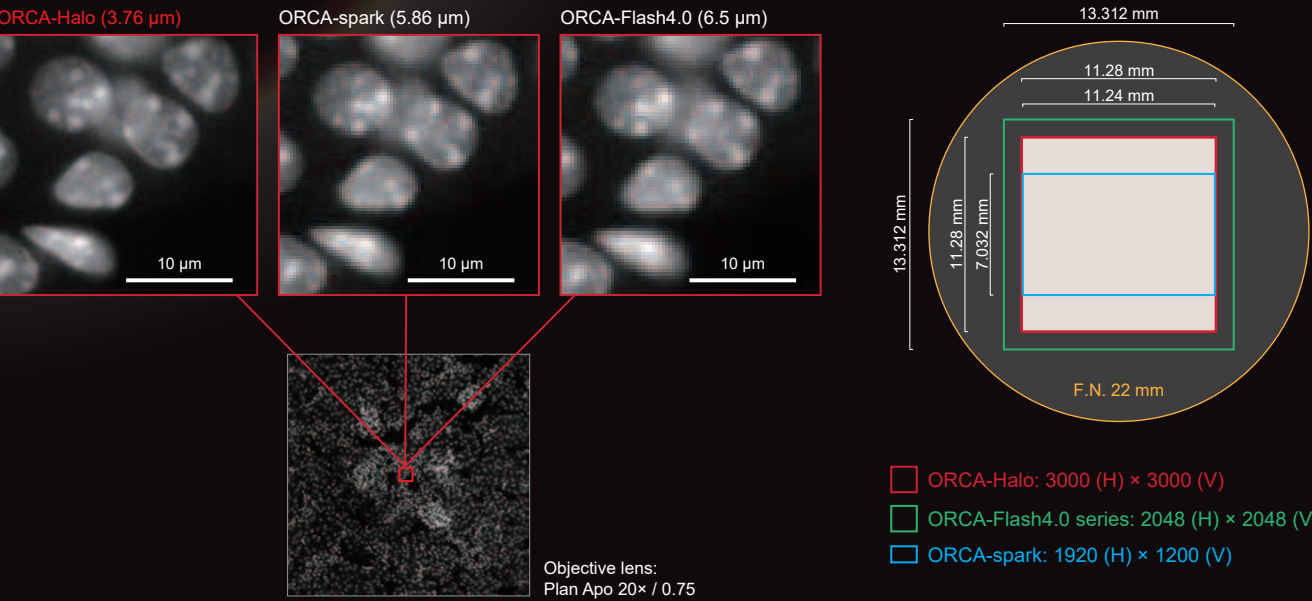 ORCA-Halo (3.76 μm)
ORCA-spark (5.86 μm)
ORCA-Flash4.0 (6.5 μm)
10 μm
10 μm
10 μm
Objective lens:
Plan Apo 20× / 0.75
13.312 mm
11.28 mm
11.24 mm
13.312 mm
11.28 mm
7.032 mm
F.N. 22 mm
ORCA-Halo: 3000 (H) × 3000 (V)
ORCA-Flash4.0 series: 2048 (H) × 2048 (V
ORCA-spark: 1920 (H) × 1200 (V)